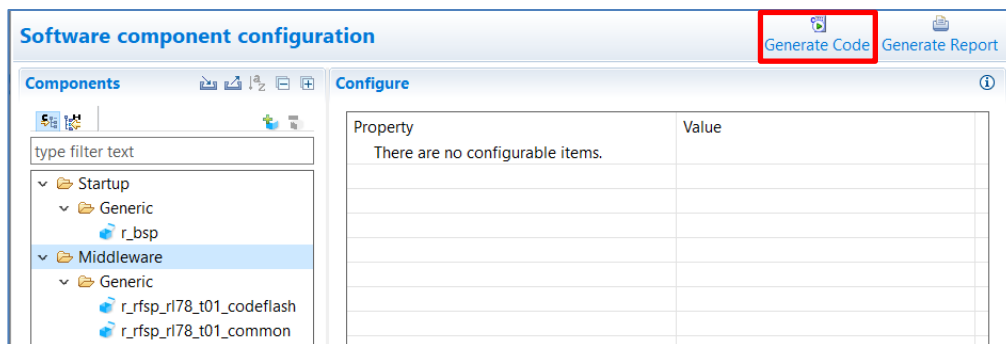 Software component configuration
Generate Code
Generate Report
Components
Configure
type filter text
Property
Value
There are no configurable items.
Startup
Generic
r_bsp
Middleware
Generic
r_rfsp_rl78_t01_codeflash
r_rfsp_rl78_t01_common